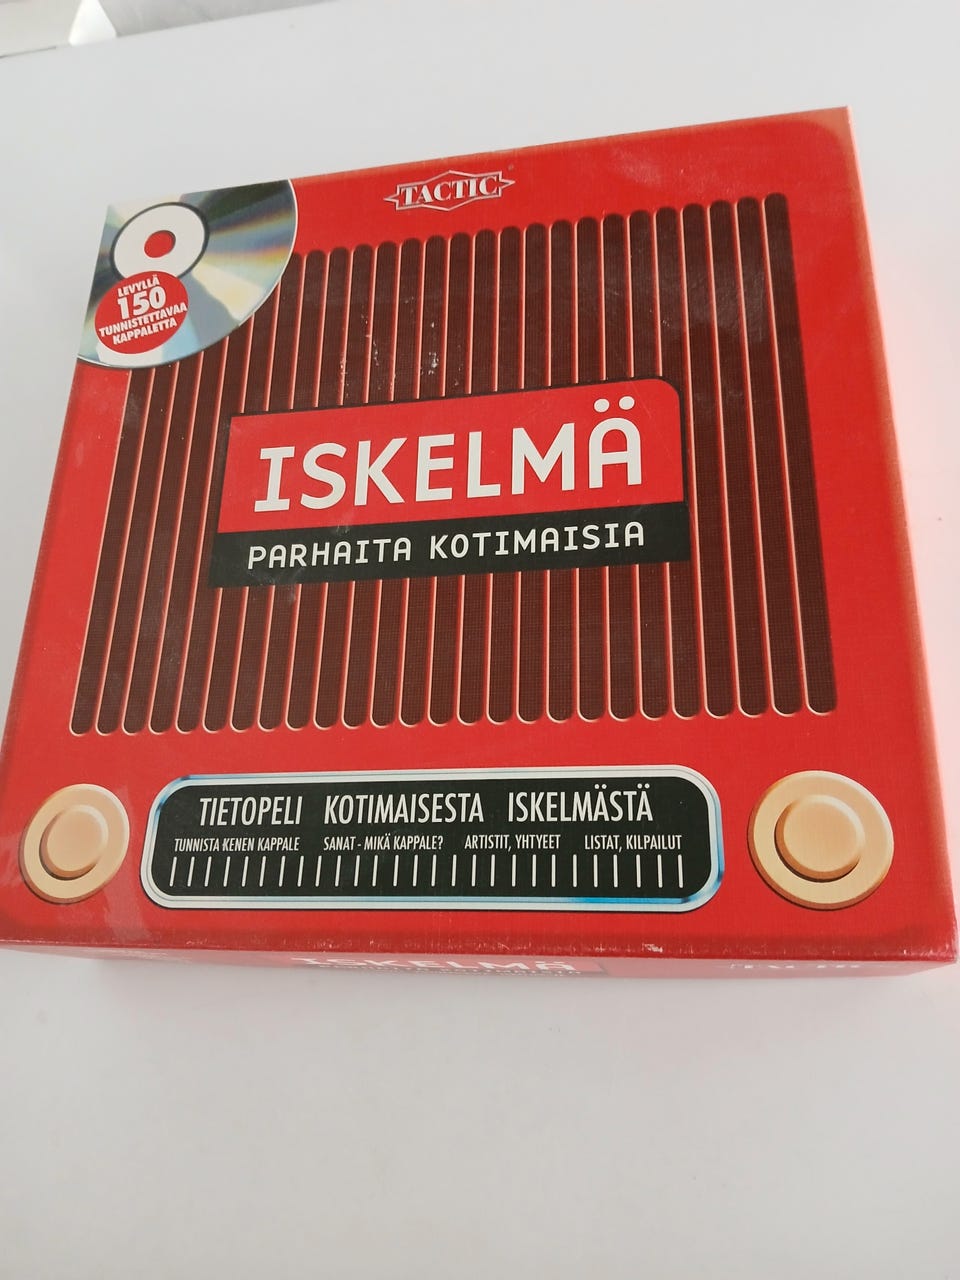 TACTIC
LEVYLLÄ
150
TUNNISTETTAVAA
KAPPALETTA
ISKELMÄ
PARHAITA KOTIMAISIA
TIETOPELI KOTIMAISESTA ISKELMÄSTÄ
TUNNISTA KENEN KAPPALE SANAT - MIKÄ KAPPALE? ARTISTIT, YHTYEET LISTAT, KILPAILUT
ISKELMÄ